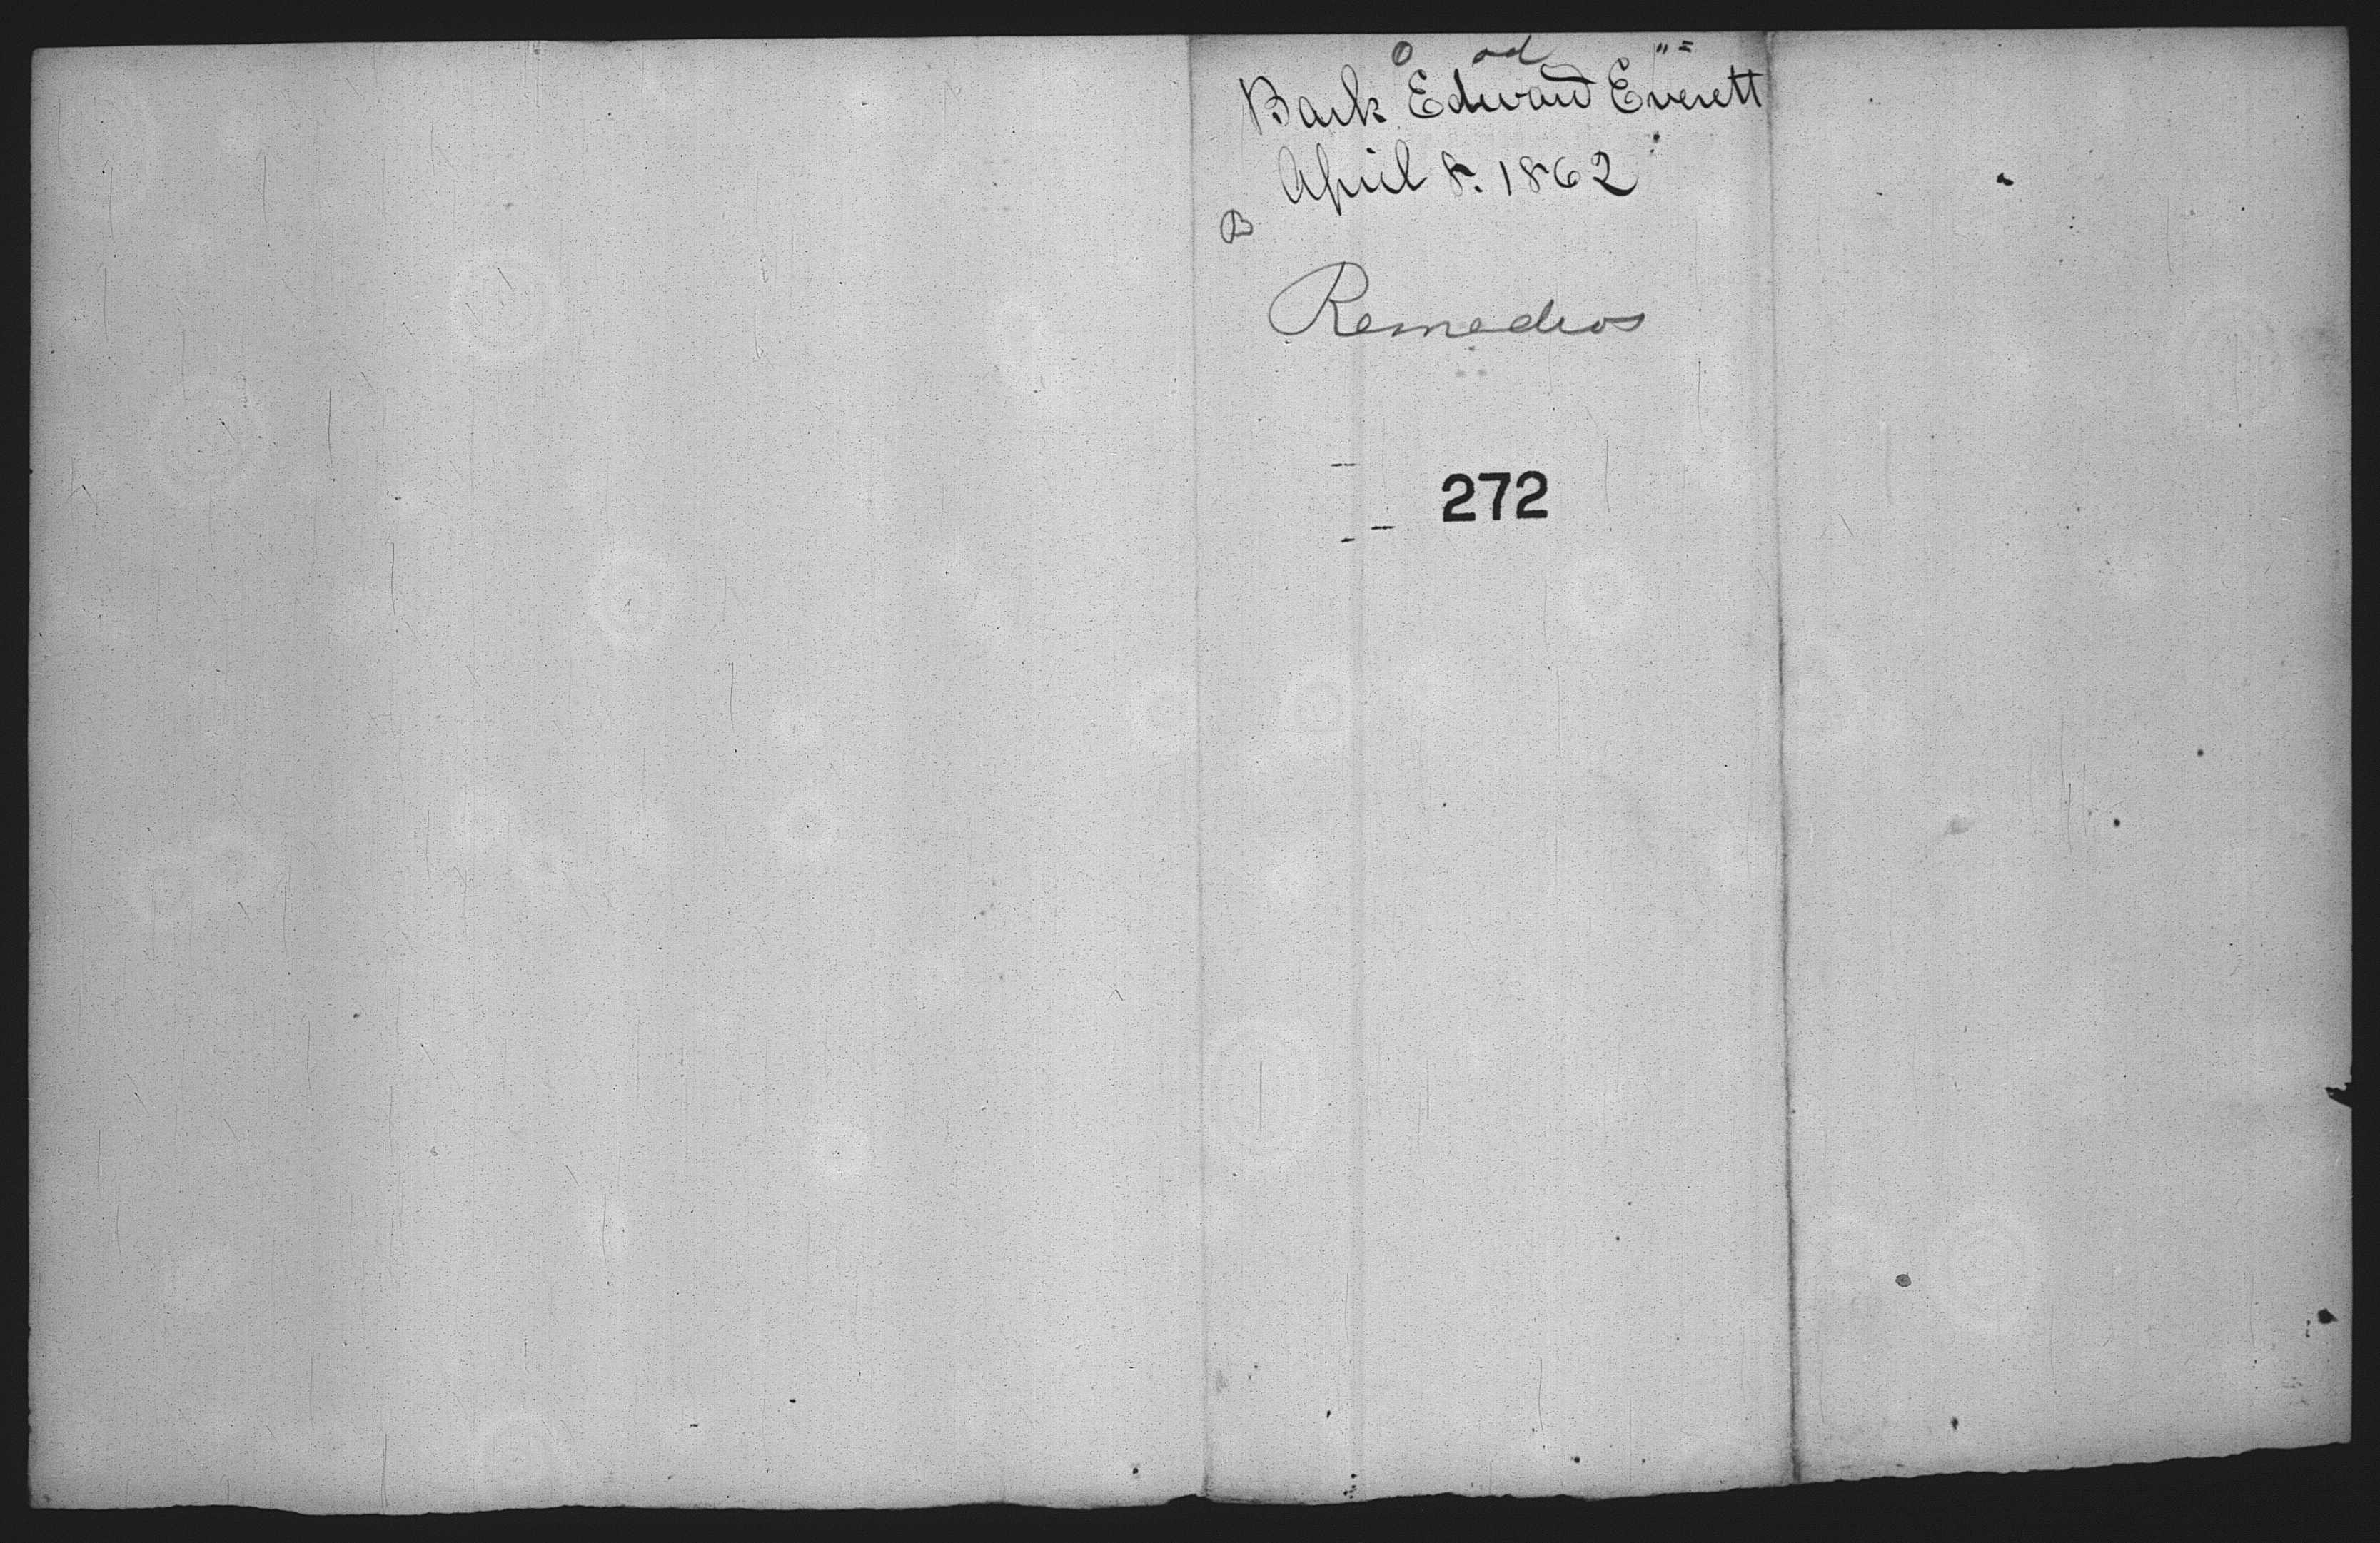 Bark Edward Everett
April 8. 1862
B
Remedios
272